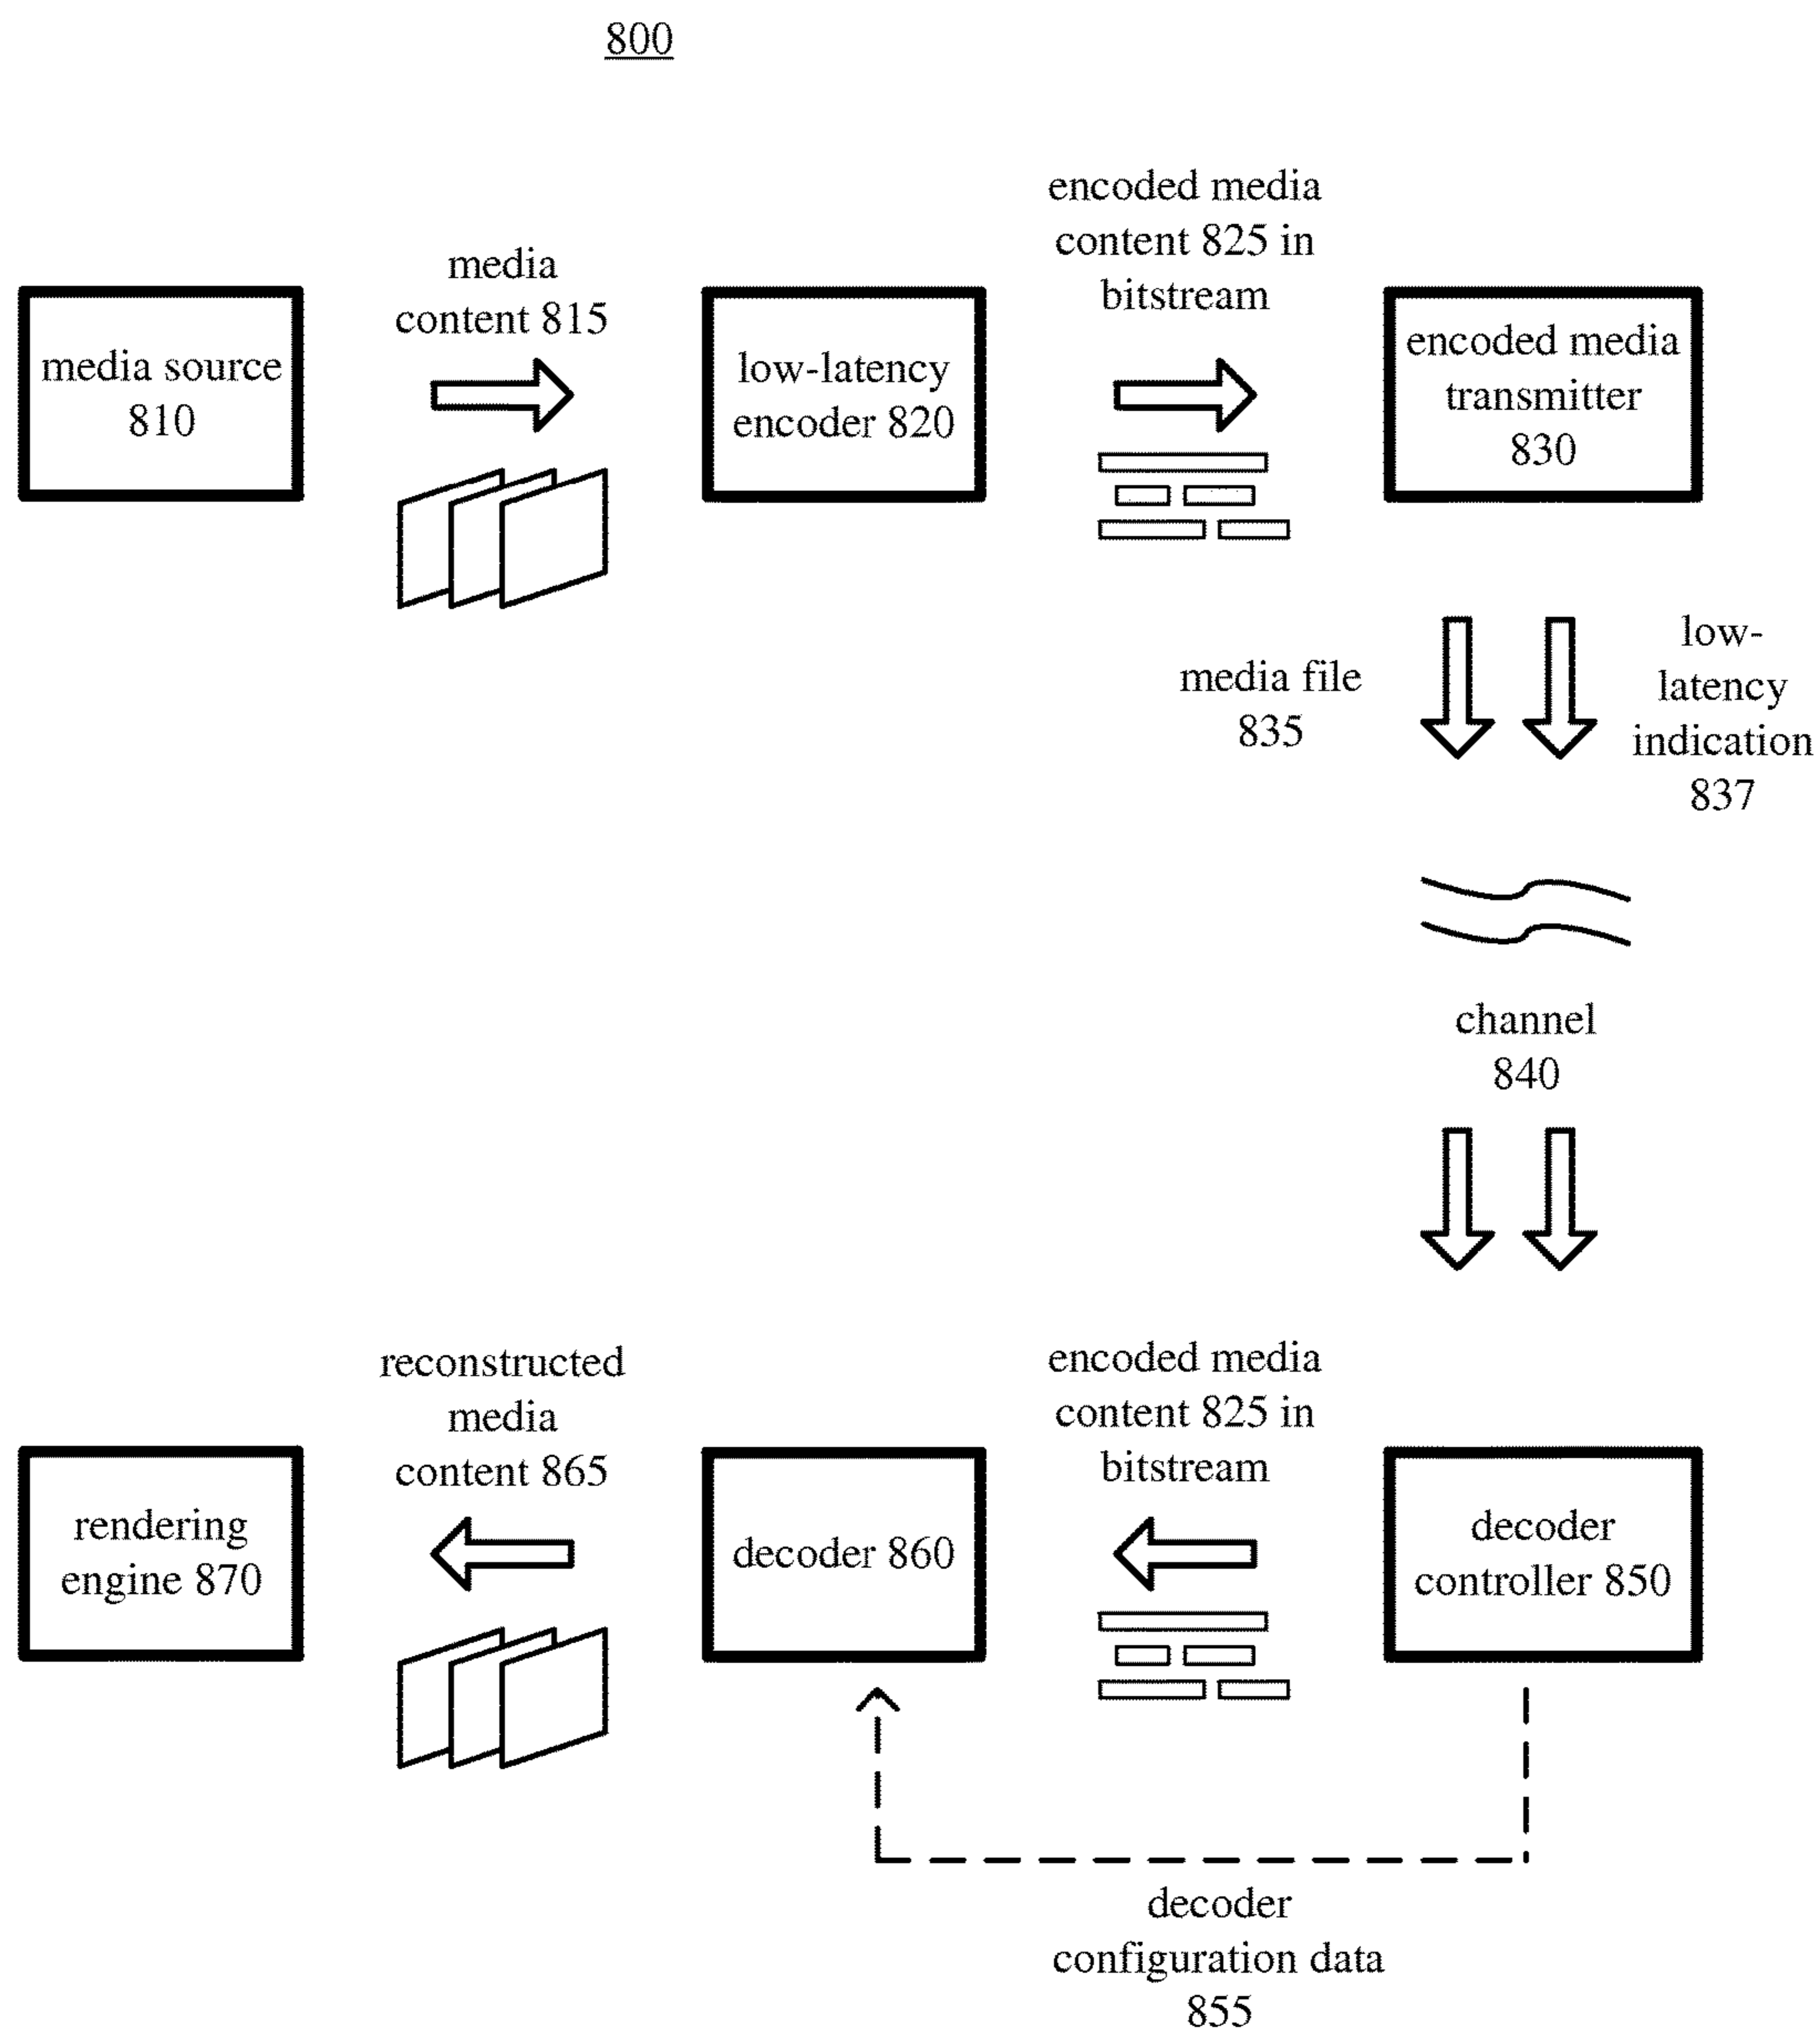 800
media source
810
media
content 815
low-latency
encoder 820
encoded media
content 825 in
bitstream
encoded media
transmitter
830
media file
835
low-
latency
indication
837
channel
840
rendering
engine 870
reconstructed
media
content 865
decoder 860
encoded media
content 825 in
bitstream
decoder
controller 850
decoder
configuration data
855